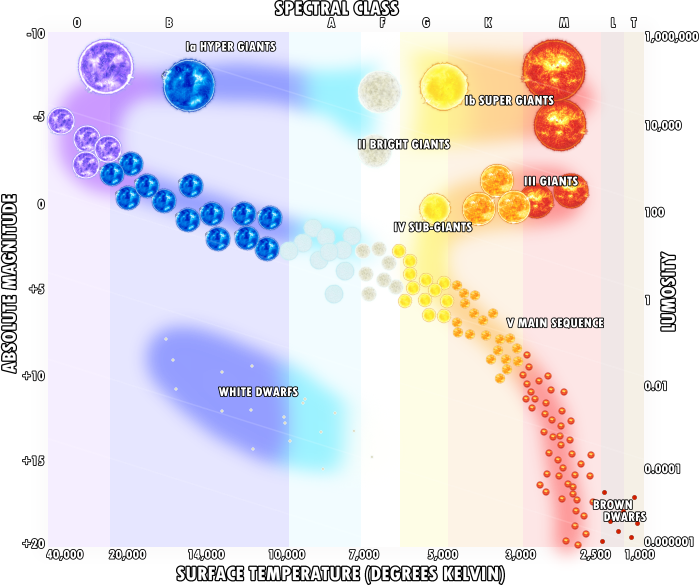 SPECTRAL CLASS
O B A F G K M L T
-10
-5
0
+5
+10
+15
+20
ABSOLUTE MAGNITUDE
Ia HYPER GIANTS
Ib SUPER GIANTS
II BRIGHT GIANTS
III GIANTS
IV SUB-GIANTS
V MAIN SEQUENCE
WHITE DWARFS
BROWN
DWARFS
1,000,000
10,000
100
1
0.01
0.0001
0.000001
LUMOSITY
40,000 20,000 14,000 10,000 7,000 5,000 3,000 2,500 1,000
SURFACE TEMPERATURE (DEGREES KELVIN)